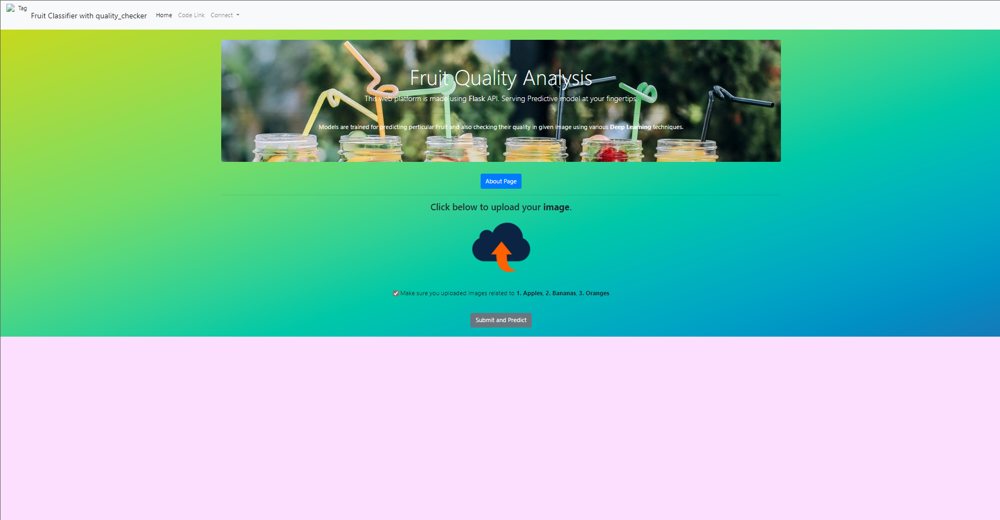 Tag
Fruit Classifier with quality_checker Home Code Link Connect
Fruit Quality Analysis
This web platform is made using Flask API. Serving Predictive model at your fingertips.
Models are trained for predicting perticular Fruit and also checking their quality in given image using various Deep Learning techniques.
About Page
Click below to upload your image.
Make sure you uploaded images related to 1. Apples, 2. Bananas, 3. Oranges
Submit and Predict